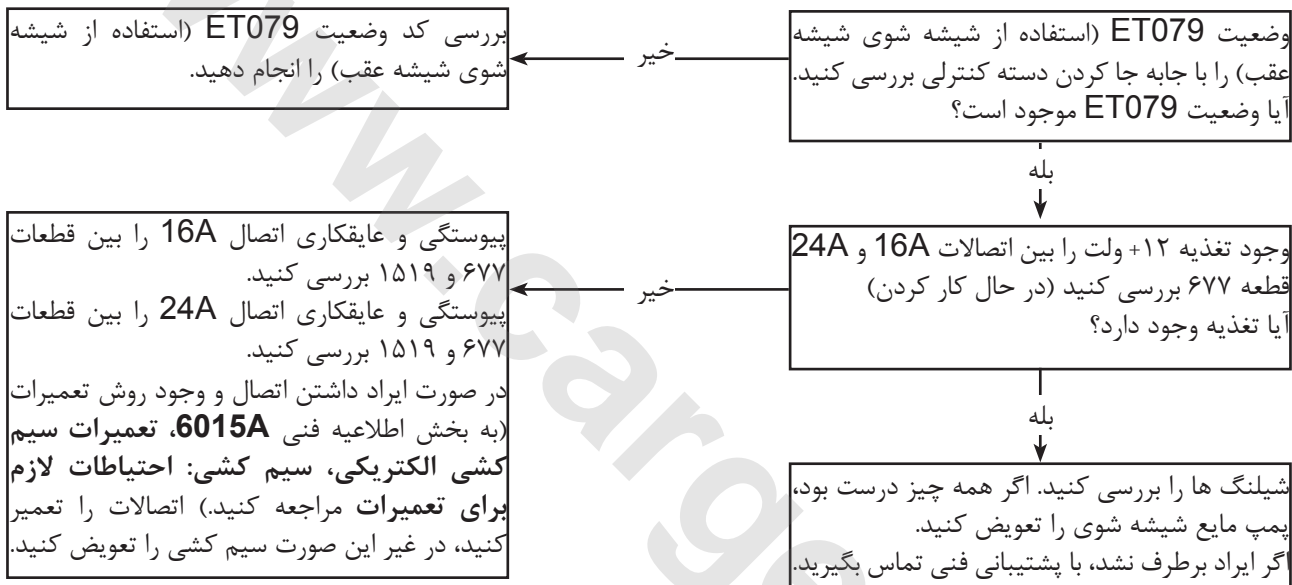 وضعیت ET079 (استفاده از شیشه شوی شیشه
عقب) را با جابه جا کردن دسته کنترلی بررسی کنید.
آیا وضعیت ET079 موجود است؟
خیر
بررسی کد وضعیت ET079 (استفاده از شیشه
شوی شیشه عقب) را انجام دهید.
بله
وجود تغذیه ۱۲+ ولت را بین اتصالات 16A و 24A
قطعه ۶۷۷ بررسی کنید (در حال کار کردن)
آیا تغذیه وجود دارد؟
خیر
پیوستگی و عایقکاری اتصال 16A را بین قطعات
۶۷۷ و ۱۵۱۹ بررسی کنید.
پیوستگی و عایقکاری اتصال 24A را بین قطعات
۶۷۷ و ۱۵۱۹ بررسی کنید.
در صورت ایراد داشتن اتصال و وجود روش تعمیرات
(به بخش اطلاعیه فنی 6015A، تعمیرات سیم
کشی الکتریکی، سیم کشی: احتیاطات لازم
برای تعمیرات مراجعه کنید.) اتصالات را تعمیر
کنید، در غیر این صورت سیم کشی را تعویض کنید.
بله
شیلنگ ها را بررسی کنید. اگر همه چیز درست بود،
پمپ مایع شیشه شوی را تعویض کنید.
اگر ایراد برطرف نشد، با پشتیبانی فنی تماس بگیرید.